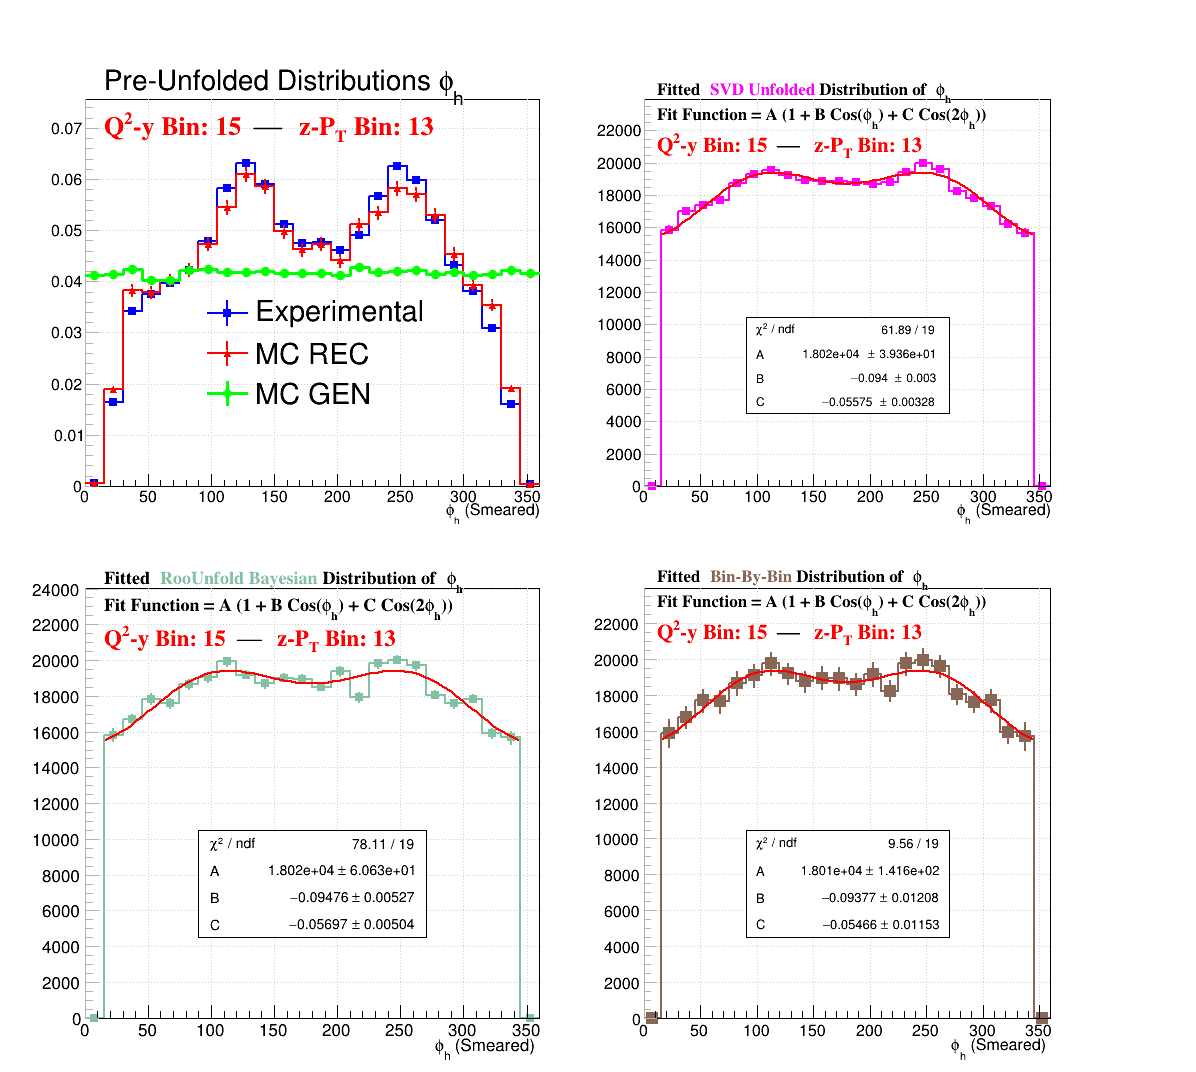 Pre-Unfolded Distributions ϕh
Q²-y Bin: 15 — z-PT Bin: 13
0.07
0.06
0.05
0.04
0.03
0.02
0.01
0
Experimental
MC REC
MC GEN
0 50 100 150 200 250 300 350
ϕh (Smeared)
Fitted SVD Unfolded Distribution of ϕh
Fit Function = A (1 + B Cos(ϕh) + C Cos(2ϕh))
Q²-y Bin: 15 — z-PT Bin: 13
22000
20000
18000
16000
14000
12000
10000
8000
6000
4000
2000
0
χ² / ndf 61.89 / 19
A 1.802e+04 ± 3.936e+01
B −0.094 ± 0.003
C −0.05575 ± 0.00328
0 50 100 150 200 250 300 350
ϕh (Smeared)
Fitted RooUnfold Bayesian Distribution of ϕh
Fit Function = A (1 + B Cos(ϕh) + C Cos(2ϕh))
Q²-y Bin: 15 — z-PT Bin: 13
24000
22000
20000
18000
16000
14000
12000
10000
8000
6000
4000
2000
0
χ² / ndf 78.11 / 19
A 1.802e+04 ± 6.063e+01
B −0.09476 ± 0.00527
C −0.05697 ± 0.00504
0 50 100 150 200 250 300 350
ϕh (Smeared)
Fitted Bin-By-Bin Distribution of ϕh
Fit Function = A (1 + B Cos(ϕh) + C Cos(2ϕh))
Q²-y Bin: 15 — z-PT Bin: 13
22000
20000
18000
16000
14000
12000
10000
8000
6000
4000
2000
0
χ² / ndf 9.56 / 19
A 1.801e+04 ± 1.416e+02
B −0.09377 ± 0.01208
C −0.05466 ± 0.01153
0 50 100 150 200 250 300 350
ϕh (Smeared)